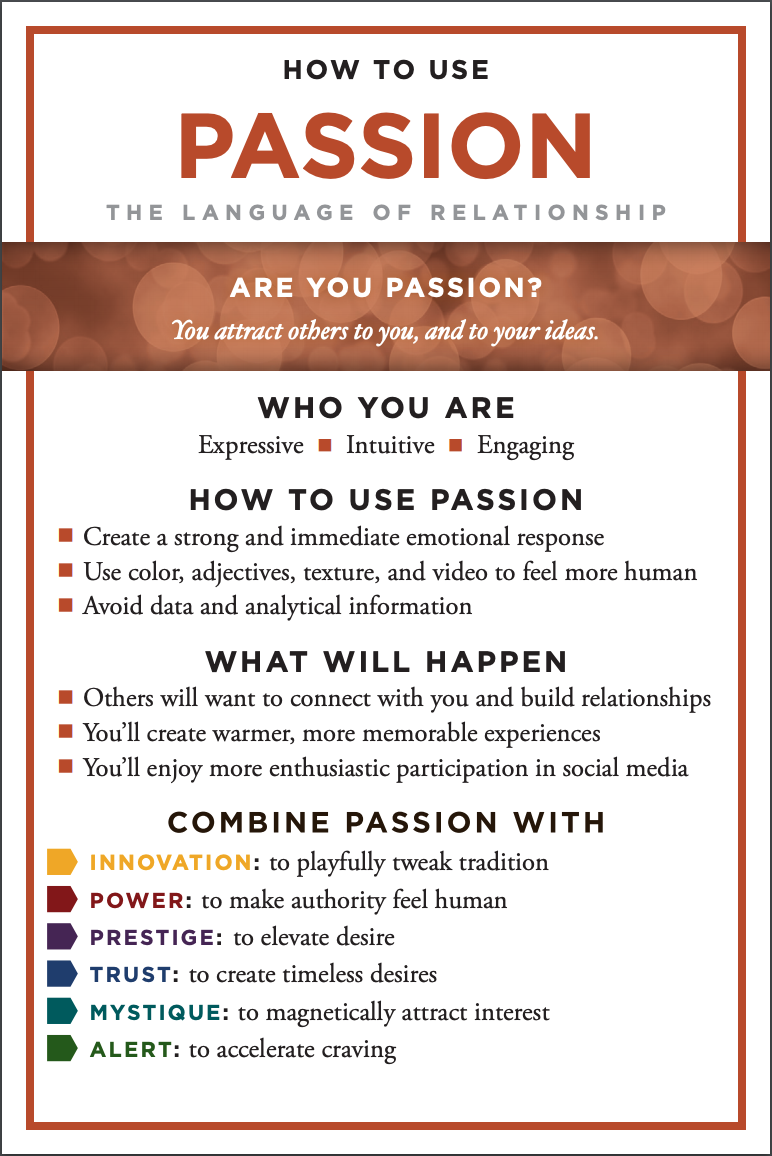 HOW TO USE
PASSION
THE LANGUAGE OF RELATIONSHIP
ARE YOU PASSION?
You attract others to you, and to your ideas.
WHO YOU ARE
Expressive ■ Intuitive ■ Engaging
HOW TO USE PASSION
■ Create a strong and immediate emotional response
■ Use color, adjectives, texture, and video to feel more human
■ Avoid data and analytical information
WHAT WILL HAPPEN
■ Others will want to connect with you and build relationships
■ You’ll create warmer, more memorable experiences
■ You’ll enjoy more enthusiastic participation in social media
COMBINE PASSION WITH
INNOVATION: to playfully tweak tradition
POWER: to make authority feel human
PRESTIGE: to elevate desire
TRUST: to create timeless desires
MYSTIQUE: to magnetically attract interest
ALERT: to accelerate craving